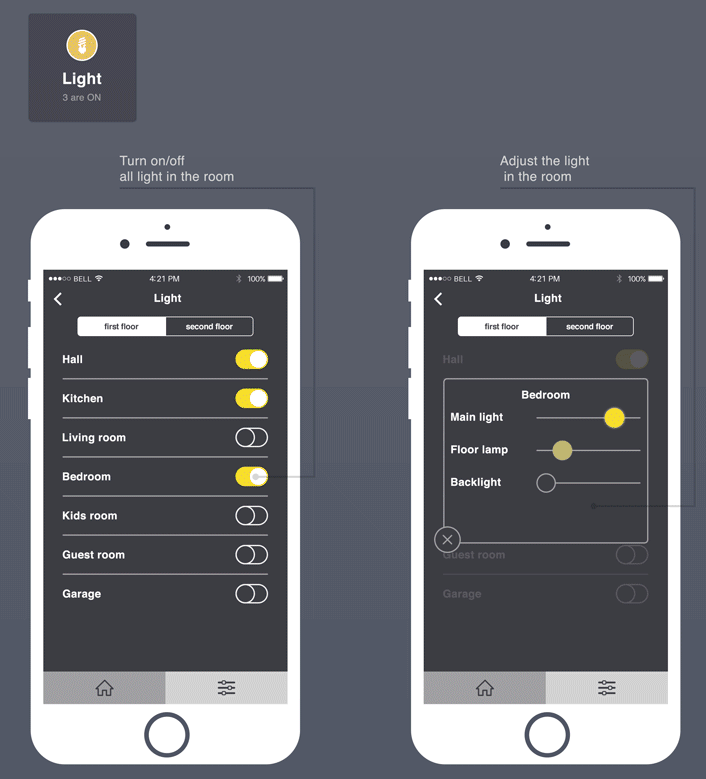 Light
3 are ON
Turn on/off
all light in the room
BELL 4:21 PM 100%
Light
first floor second floor
Hall
Kitchen
Living room
Bedroom
Kids room
Guest room
Garage
Adjust the light
in the room
BELL 4:21 PM 100%
Light
first floor second floor
Hall
Bedroom
Main light
Floor lamp
Backlight
Guest room
Garage